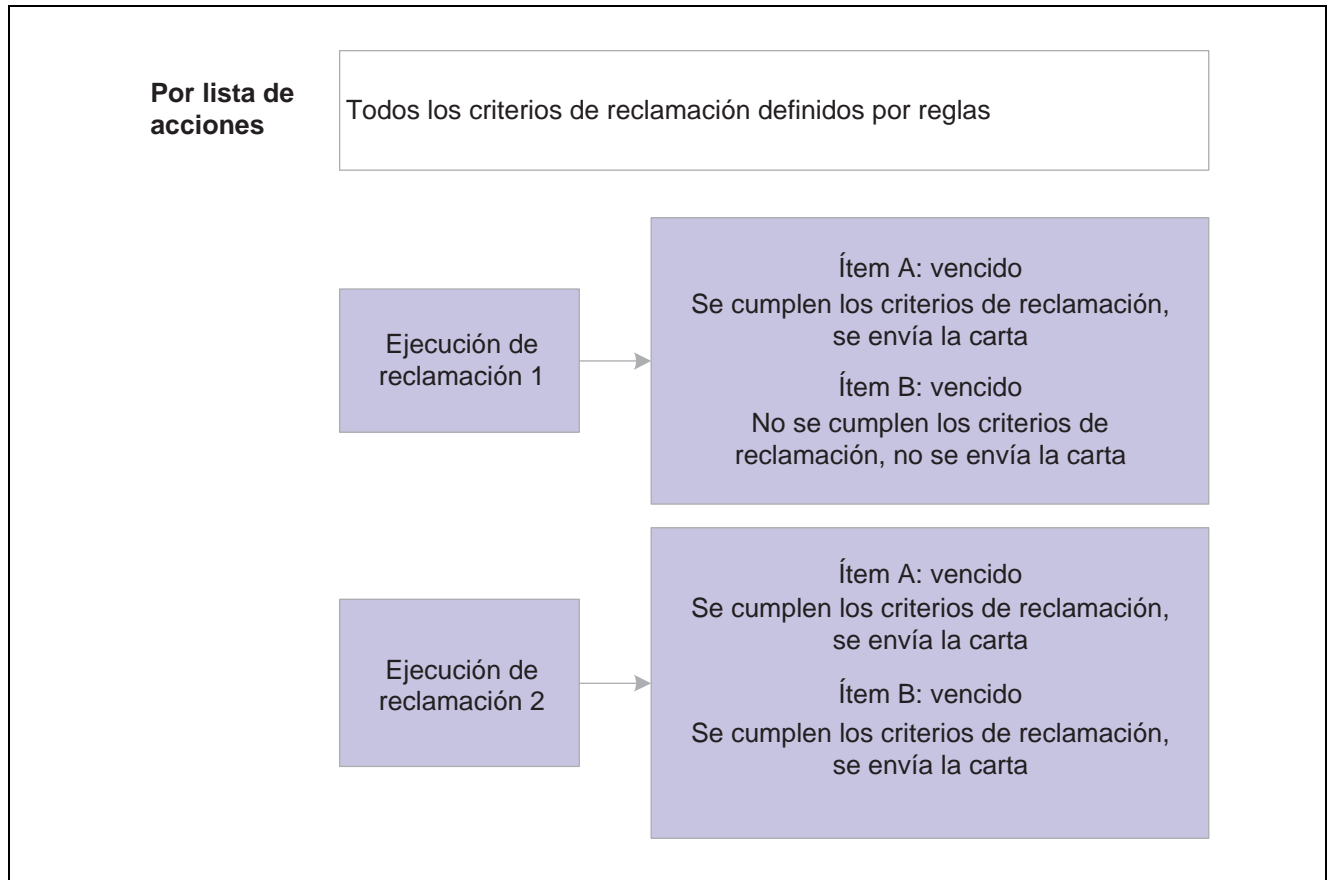 Por lista de
acciones
Todos los criterios de reclamación definidos por reglas
Ejecución de
reclamación 1
Ítem A: vencido
Se cumplen los criterios de reclamación,
se envía la carta
Ítem B: vencido
No se cumplen los criterios de
reclamación, no se envía la carta
Ejecución de
reclamación 2
Ítem A: vencido
Se cumplen los criterios de reclamación,
se envía la carta
Ítem B: vencido
Se cumplen los criterios de reclamación,
se envía la carta